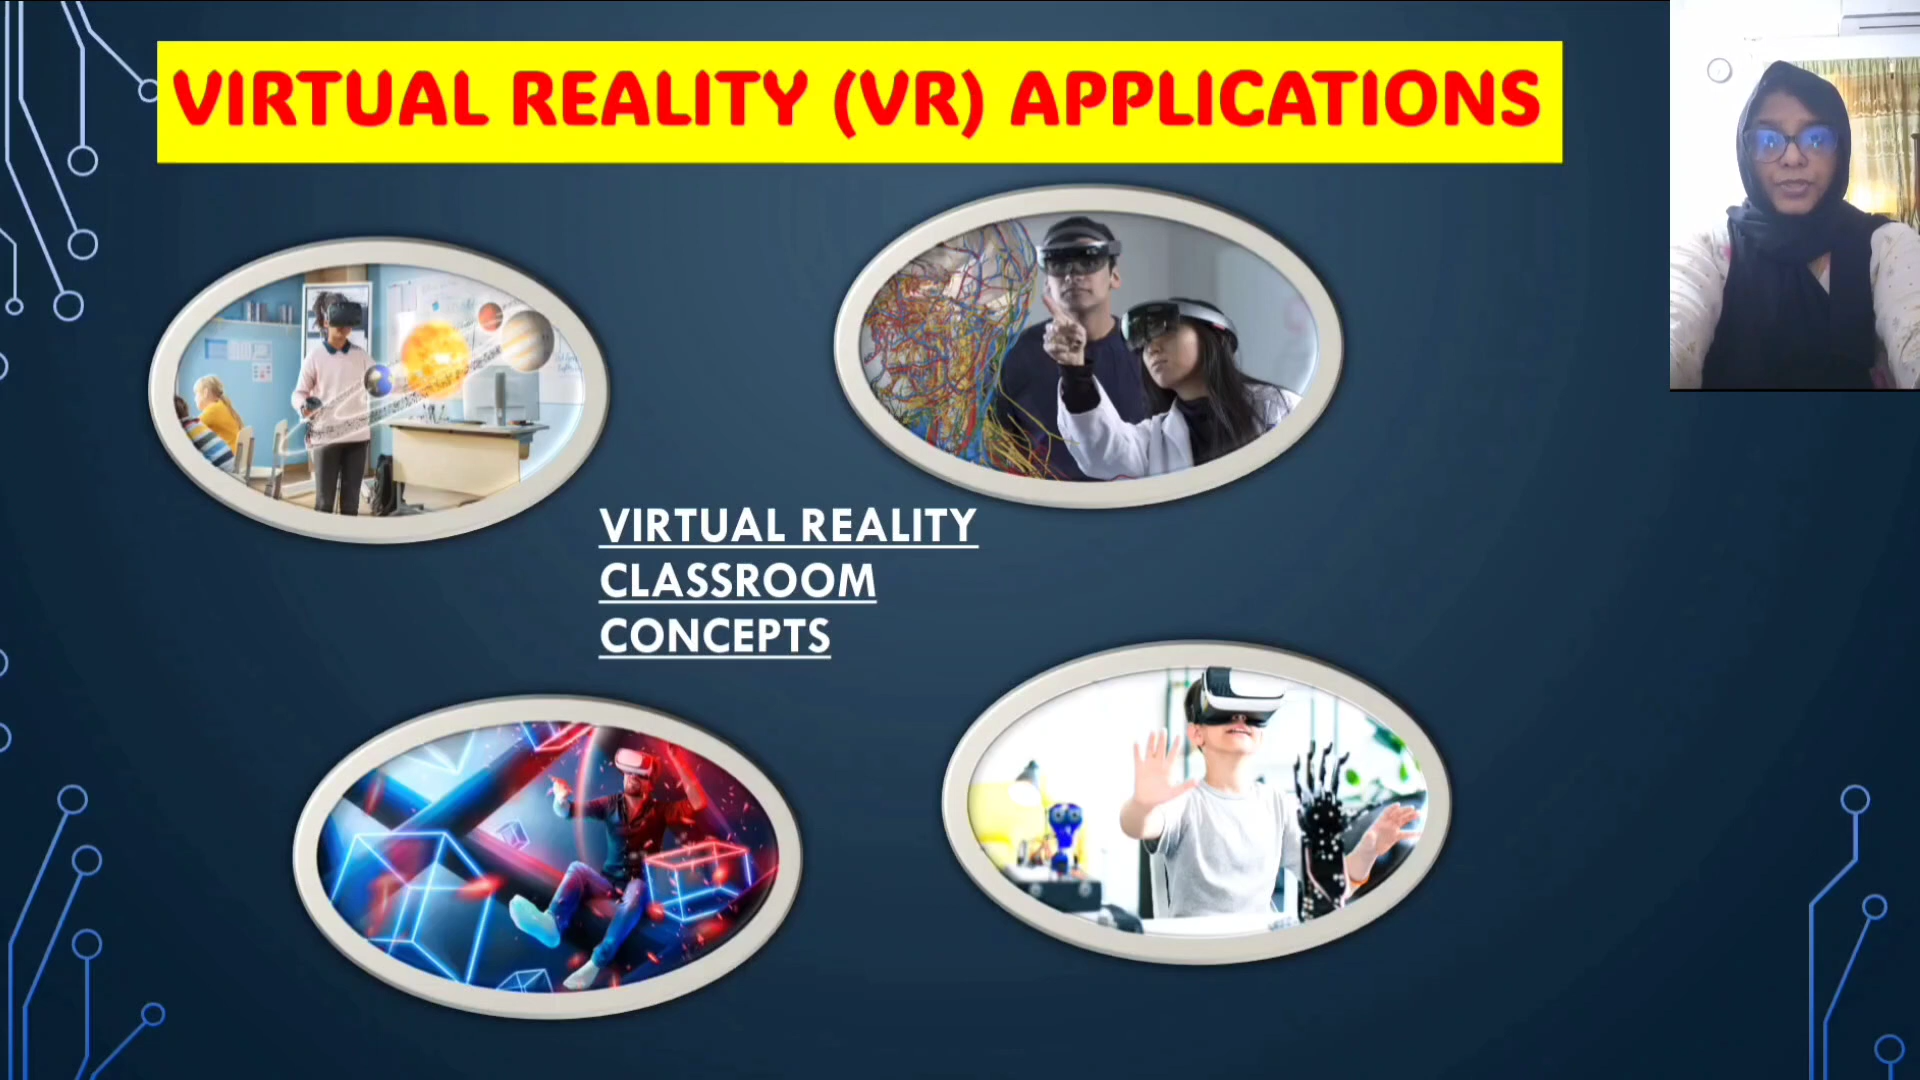 VIRTUAL REALITY (VR) APPLICATIONS
VIRTUAL REALITY
CLASSROOM
CONCEPTS